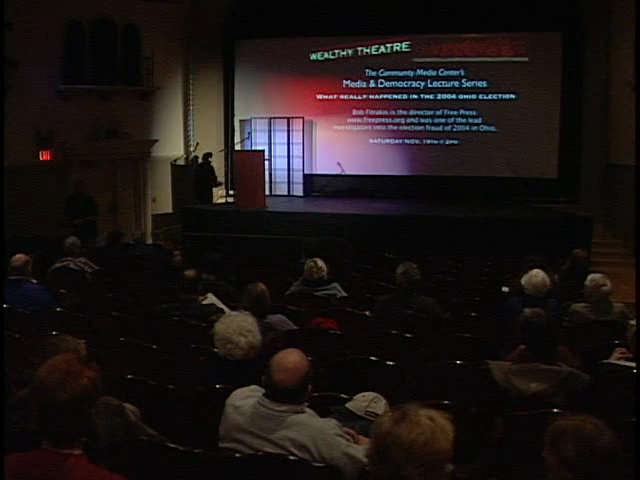 WEALTHY THEATRE
The Community Media Center's
Media & Democracy Lecture Series
WHAT REALLY HAPPENED IN THE 2004 OHIO ELECTION
Bob Fitrakis is the director of Free Press
www.freepress.org and was one of the lead
investigators into the election fraud of 2004 in Ohio.
SATURDAY NOV. 19TH @ 2PM
EXIT